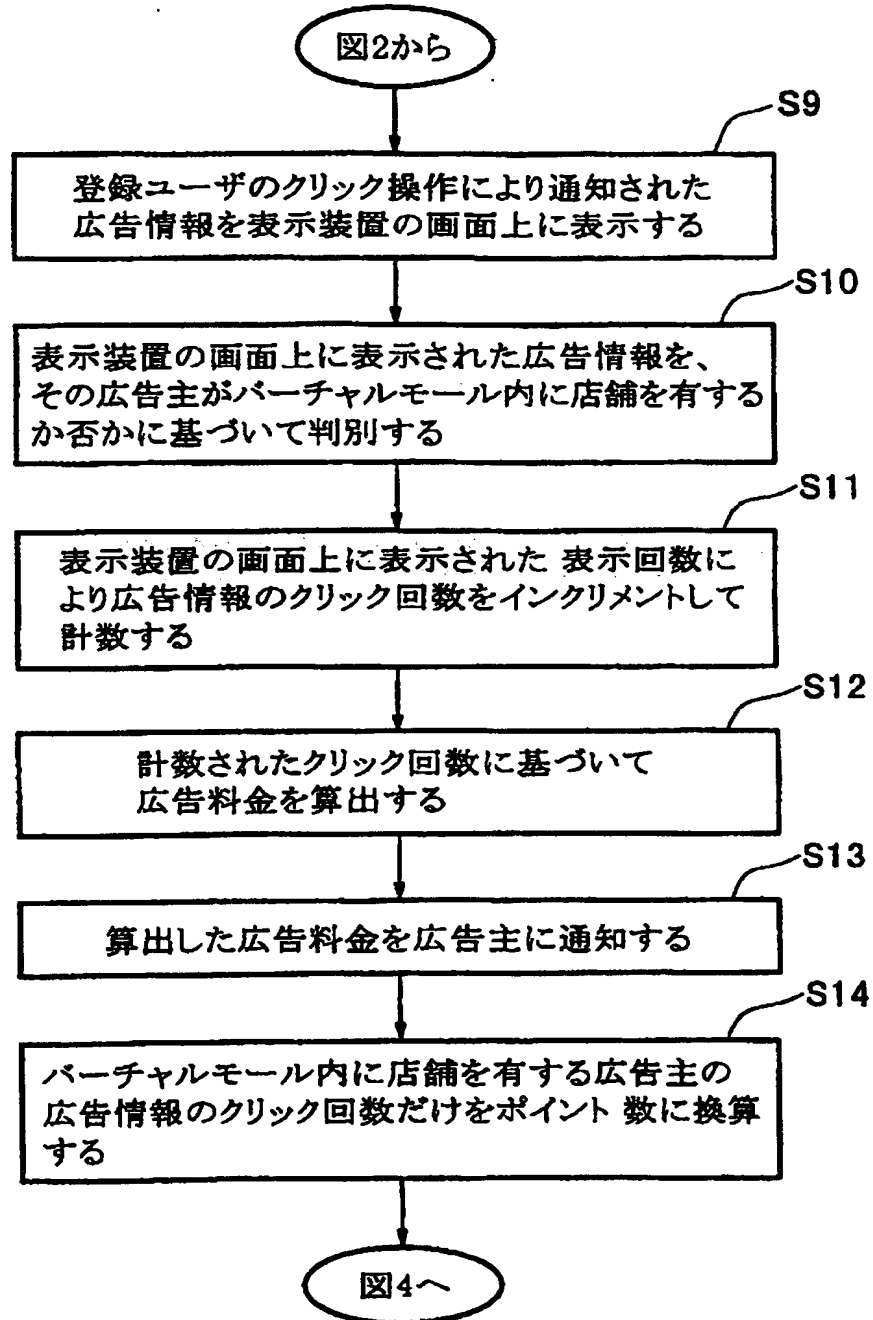 図2から
S9
登録ユーザのクリック操作により通知された
広告情報を表示装置の画面上に表示する
S10
表示装置の画面上に表示された広告情報を、
その広告主がバーチャルモール内に店舗を有する
か否かに基づいて判別する
S11
表示装置の画面上に表示された 表示回数に
より広告情報のクリック回数をインクリメントして
計数する
S12
計数されたクリック回数に基づいて
広告料金を算出する
S13
算出した広告料金を広告主に通知する
S14
バーチャルモール内に店舗を有する広告主の
広告情報のクリック回数だけをポイント 数に換算
する
図4へ